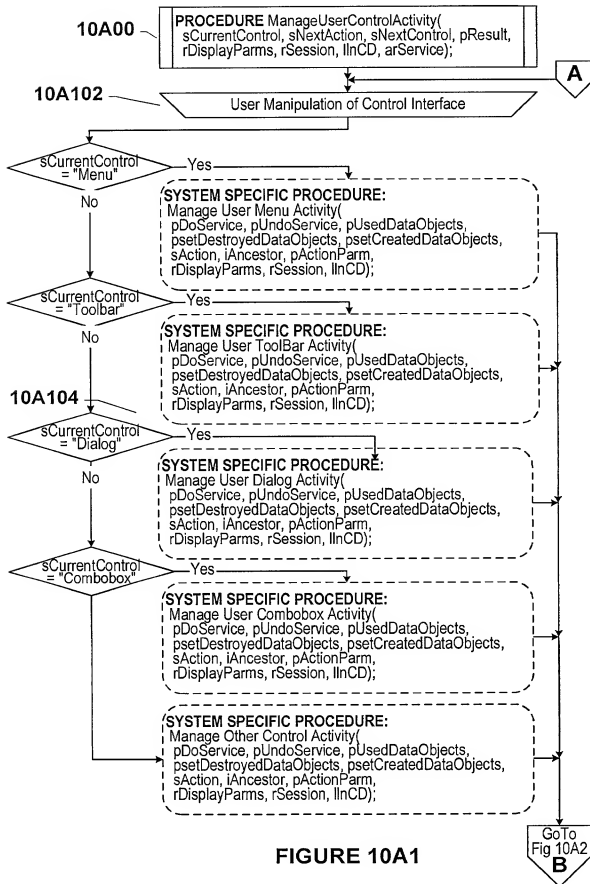 10A00
PROCEDURE ManageUserControlActivity(
sCurrentControl, sNextAction, sNextControl, pResult,
rDisplayParms, rSession, lInCD, arService);
A
10A102
User Manipulation of Control Interface
sCurrentControl
= "Menu"
Yes
No
SYSTEM SPECIFIC PROCEDURE:
Manage User Menu Activity(
pDoService, pUndoService, pUsedDataObjects,
psetDestroyedDataObjects, psetCreatedDataObjects,
sAction, iAncestor, pActionParm,
rDisplayParms, rSession, lInCD);
sCurrentControl
= "Toolbar"
Yes
No
SYSTEM SPECIFIC PROCEDURE:
Manage User ToolBar Activity(
pDoService, pUndoService, pUsedDataObjects,
psetDestroyedDataObjects, psetCreatedDataObjects,
sAction, iAncestor, pActionParm,
rDisplayParms, rSession, lInCD);
10A104
sCurrentControl
= "Dialog"
Yes
No
SYSTEM SPECIFIC PROCEDURE:
Manage User Dialog Activity(
pDoService, pUndoService, pUsedDataObjects,
psetDestroyedDataObjects, psetCreatedDataObjects,
sAction, iAncestor, pActionParm,
rDisplayParms, rSession, lInCD);
sCurrentControl
= "Combobox"
Yes
SYSTEM SPECIFIC PROCEDURE:
Manage User Combobox Activity(
pDoService, pUndoService, pUsedDataObjects,
psetDestroyedDataObjects, psetCreatedDataObjects,
sAction, iAncestor, pActionParm,
rDisplayParms, rSession, lInCD);
SYSTEM SPECIFIC PROCEDURE:
Manage Other Control Activity(
pDoService, pUndoService, pUsedDataObjects,
psetDestroyedDataObjects, psetCreatedDataObjects,
sAction, iAncestor, pActionParm,
rDisplayParms, rSession, lInCD);
GoTo
Fig 10A2
B
FIGURE 10A1